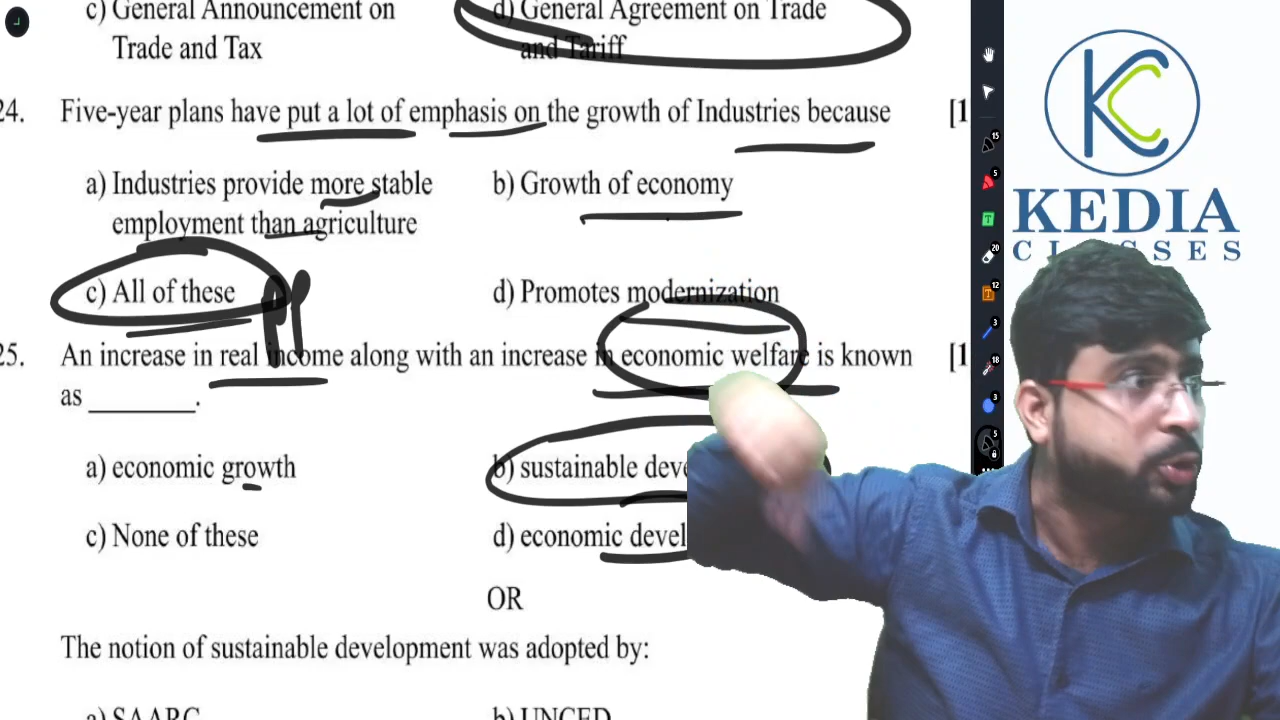 c) General Announcement on
Trade and Tax
d) General Agreement on Trade
and Tariff
24. Five-year plans have put a lot of emphasis on the growth of Industries because [1
a) Industries provide more stable
employment than agriculture
b) Growth of economy
c) All of these
d) Promotes modernization
25. An increase in real income along with an increase in economic welfare is known [1
as ________.
a) economic growth
b) sustainable deve
c) None of these
d) economic devel
OR
The notion of sustainable development was adopted by:
a) SAARC
b) UNCED
KC
KEDIA
CLASSES